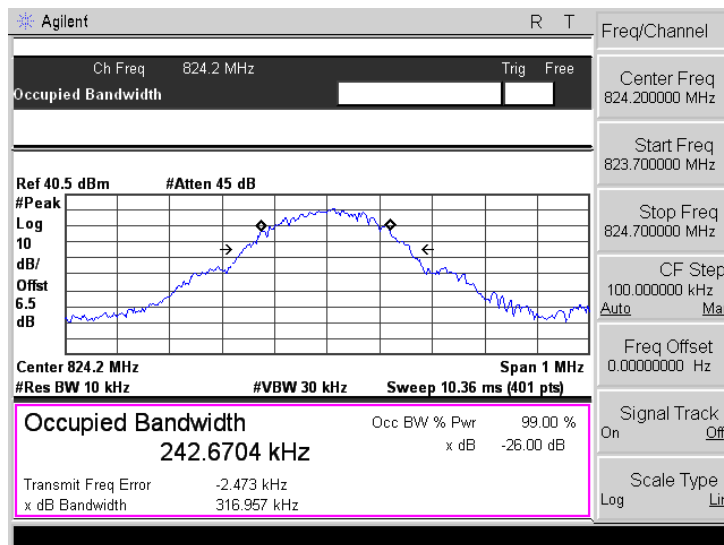 Agilent R T
Freq/Channel
Ch Freq 824.2 MHz Trig Free
Occupied Bandwidth
Center Freq
824.200000 MHz
Start Freq
823.700000 MHz
Stop Freq
824.700000 MHz
CF Step
100.000000 kHz
Auto Ma
Freq Offset
0.00000000 Hz
Signal Track
On Off
Scale Type
Log Lin
Ref 40.5 dBm #Atten 45 dB
#Peak
Log
10
dB/
Offst
6.5
dB
Center 824.2 MHz Span 1 MHz
#Res BW 10 kHz #VBW 30 kHz Sweep 10.36 ms (401 pts)
Occupied Bandwidth Occ BW % Pwr 99.00 %
242.6704 kHz x dB -26.00 dB
Transmit Freq Error -2.473 kHz
x dB Bandwidth 316.957 kHz